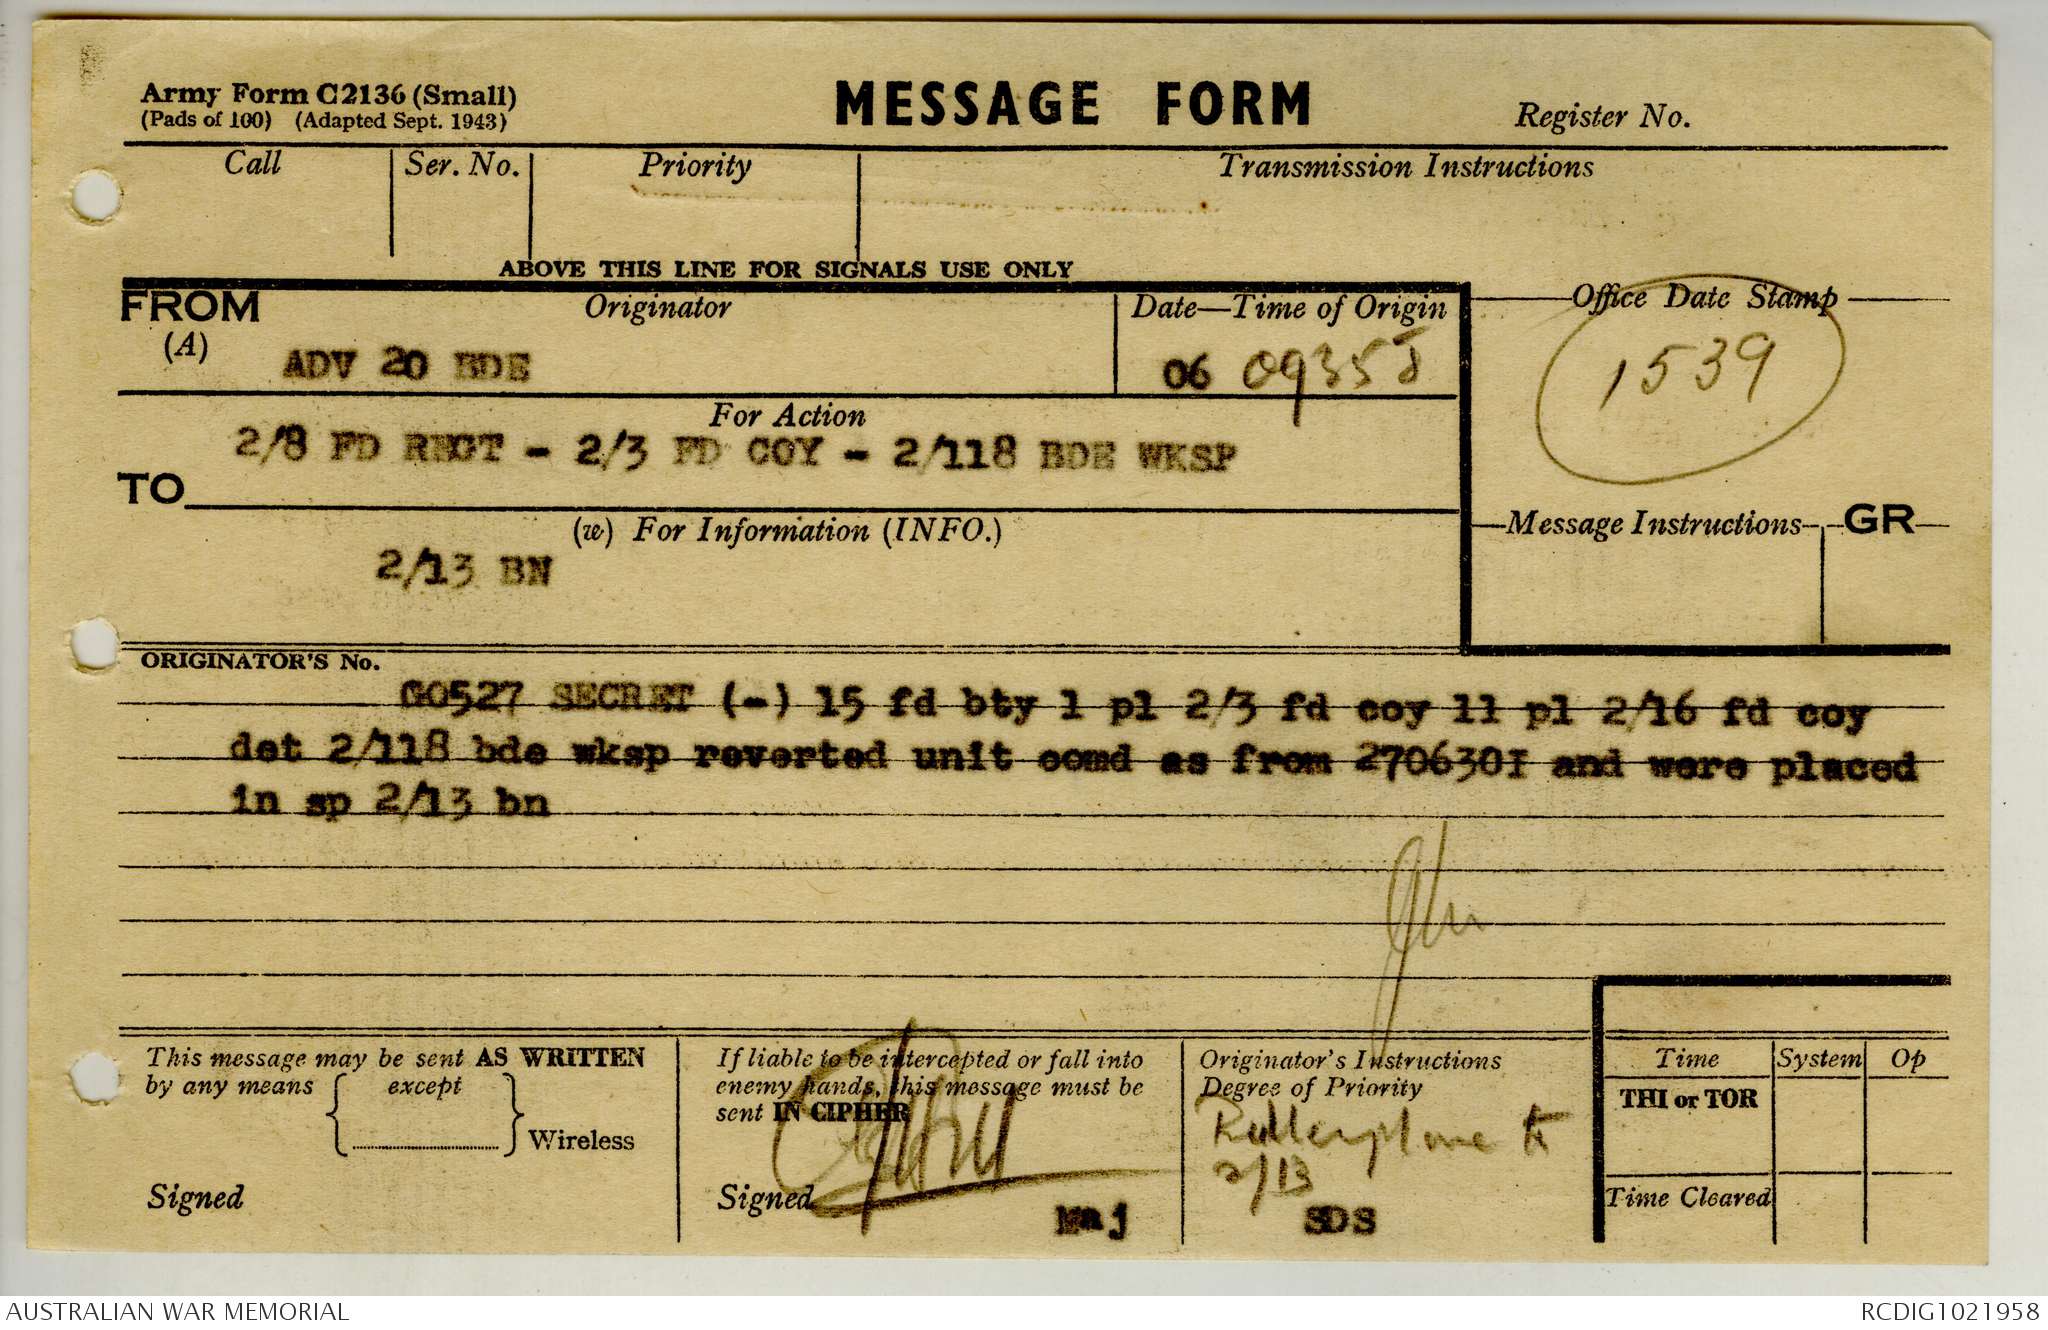 Army Form C2136 (Small)
(Pads of 100) (Adapted Sept. 1943)
MESSAGE FORM
Register No.
Call
Ser. No.
Priority
Transmission Instructions
ABOVE THIS LINE FOR SIGNALS USE ONLY
FROM
(A)
Originator
ADV 20 BDE
Date—Time of Origin
06 0935I
Office Date Stamp
1539
For Action
2/8 FD REGT - 2/3 FD COY - 2/118 BDE WKSP
TO
(w) For Information (INFO.)
2/13 BN
Message Instructions
GR
ORIGINATOR'S No.
GO527 SECRET (-) 15 fd bty 1 pl 2/3 fd coy 11 pl 2/16 fd coy
det 2/118 bde wksp reverted unit comd as from 270630I and were placed
in sp 2/13 bn
This message may be sent AS WRITTEN
by any means { except
} Wireless
Signed
If liable to be intercepted or fall into
enemy hands, this message must be
sent IN CIPHER
Signed
Maj
Originator's Instructions
Degree of Priority
2/13
SDS
Time
System
Op
THI or TOR
Time Cleared
AUSTRALIAN WAR MEMORIAL
RCDIG1021958